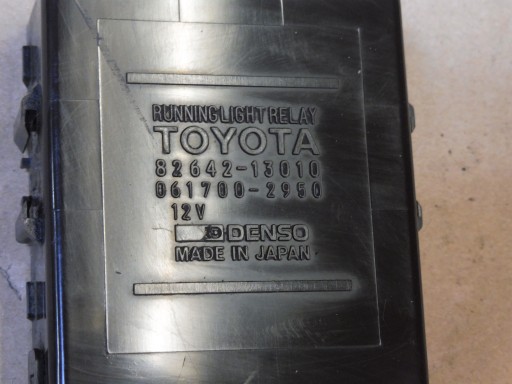 RUNNING LIGHT RELAY
TOYOTA
82642-13010
061700-2950
12V
DENSO
MADE IN JAPAN